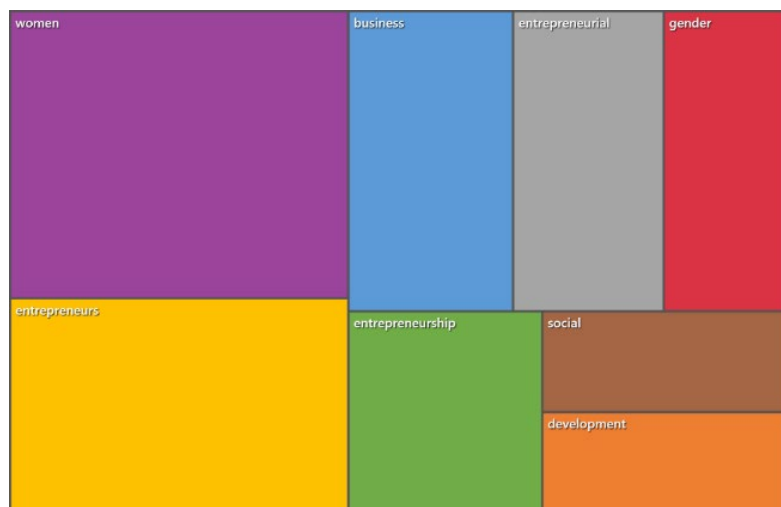 women
business
entrepreneurial
gender
entrepreneurs
entrepreneurship
social
development